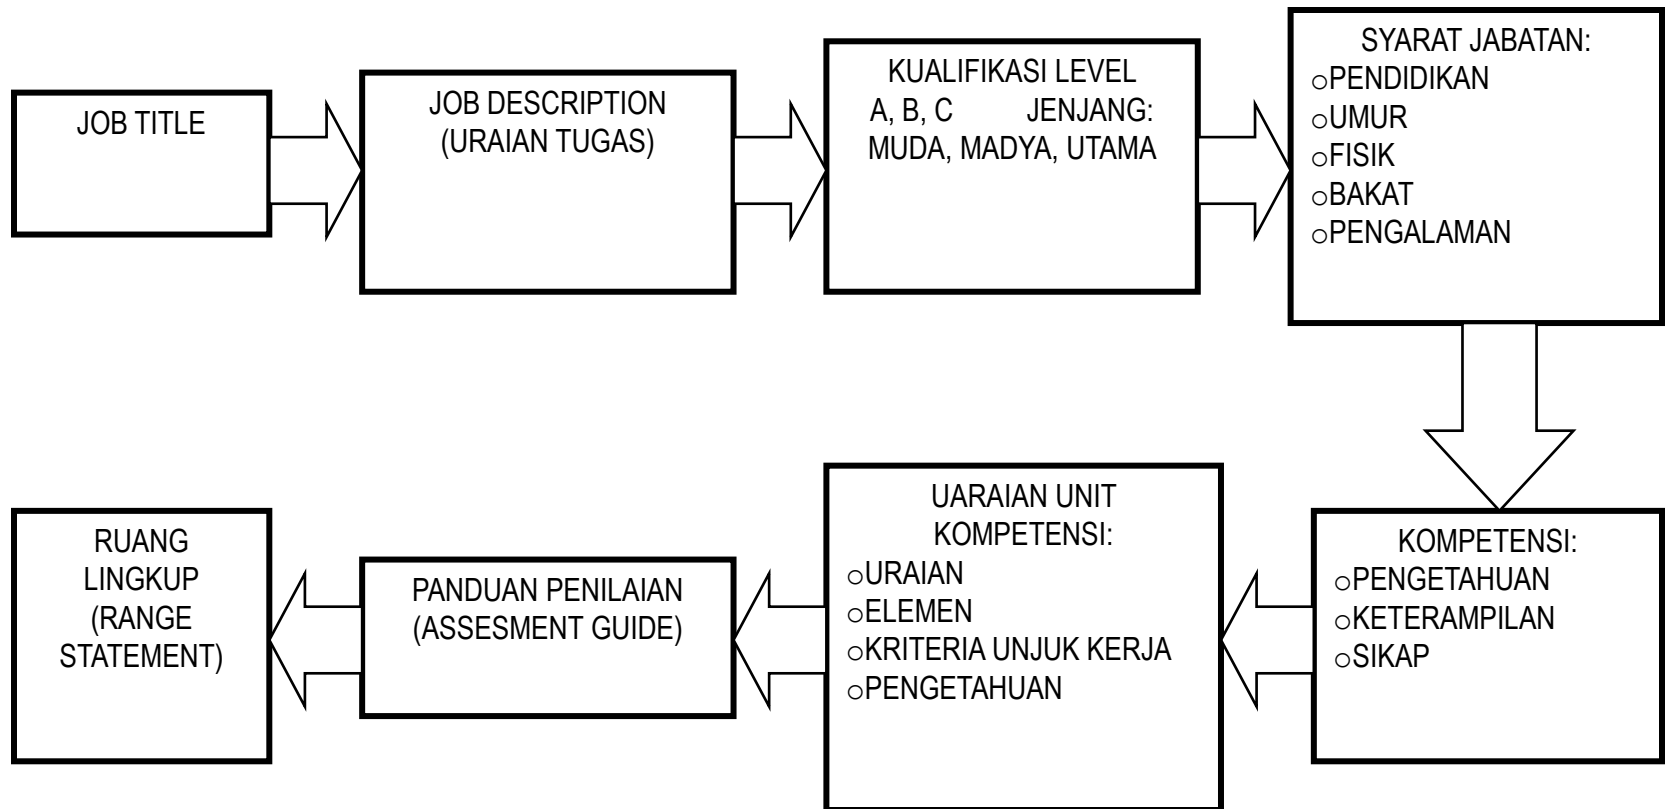 JOB TITLE
JOB DESCRIPTION
(URAIAN TUGAS)
KUALIFIKASI LEVEL
A, B, C JENJANG:
MUDA, MADYA, UTAMA
SYARAT JABATAN:
○PENDIDIKAN
○UMUR
○FISIK
○BAKAT
○PENGALAMAN
KOMPETENSI:
○PENGETAHUAN
○KETERAMPILAN
○SIKAP
UARAIAN UNIT
KOMPETENSI:
○URAIAN
○ELEMEN
○KRITERIA UNJUK KERJA
○PENGETAHUAN
PANDUAN PENILAIAN
(ASSESMENT GUIDE)
RUANG
LINGKUP
(RANGE
STATEMENT)